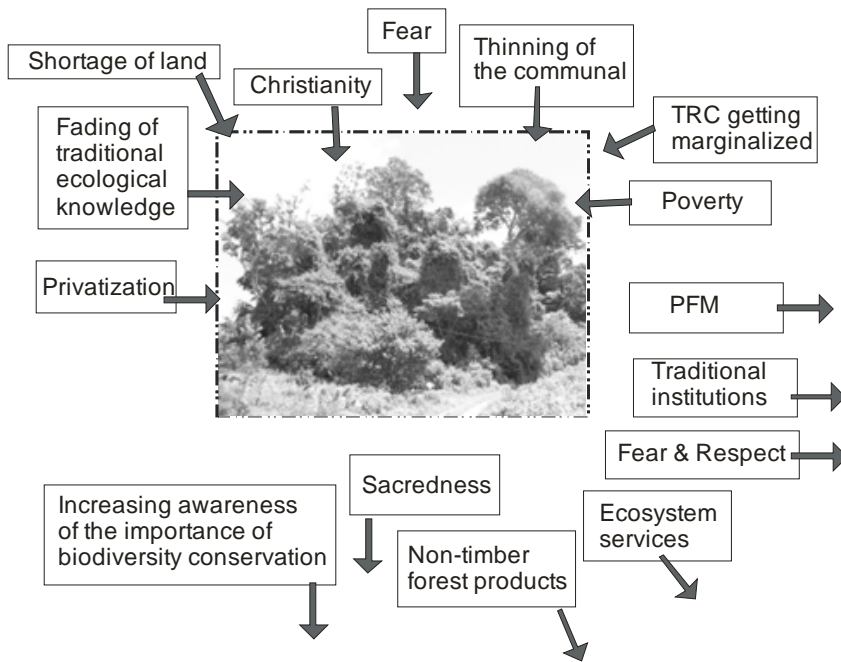 Fear
Thinning of
the communal
Shortage of land
Christianity
TRC getting
marginalized
Fading of
traditional
ecological
knowledge
Poverty
Privatization
PFM
Traditional
institutions
Fear & Respect
Sacredness
Increasing awareness
of the importance of
biodiversity conservation
Ecosystem
services
Non-timber
forest products